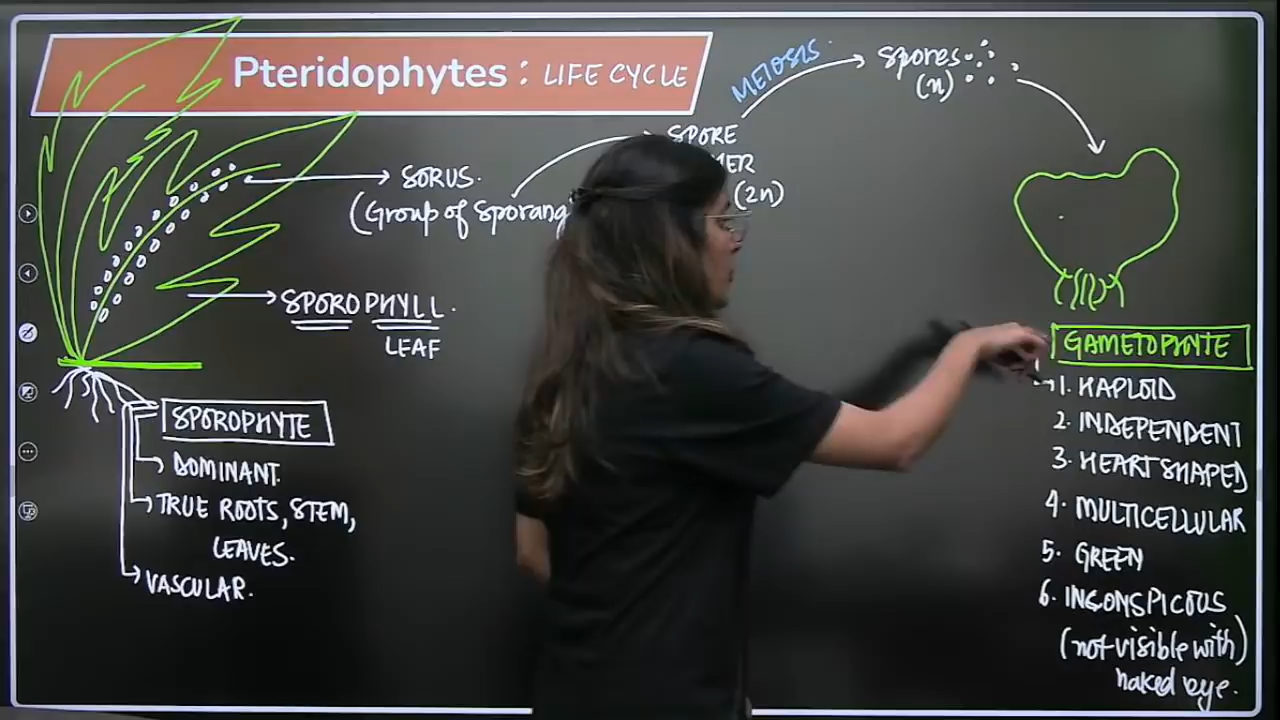 Pteridophytes : LIFE CYCLE
MEIOSIS.
Spores
(n)
SPORE
MER
(2n)
SORUS.
(Group of Sporang
SPOROPHYLL.
LEAF
SPOROPHYTE
DOMINANT.
TRUE ROOTS, STEM,
LEAVES.
VASCULAR.
GAMETOPHYTE
1. HAPLOID
2. INDEPENDENT
3. HEART SHAPED
4. MULTICELLULAR
5. GREEN
6. INCONSPICOUS
(not visible with)
naked eye.